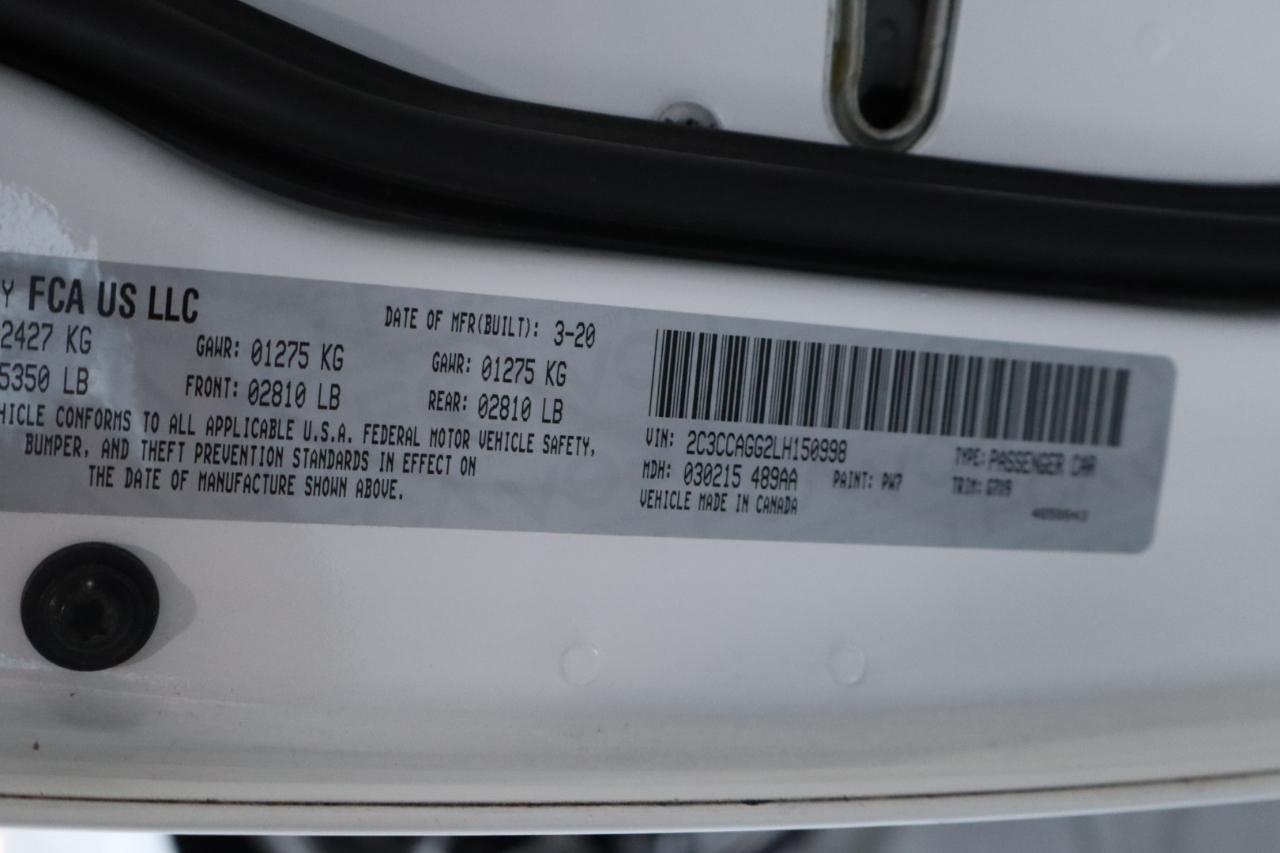 Y FCA US LLC
2427 KG
5350 LB
GAWR: 01275 KG
FRONT: 02810 LB
DATE OF MFR(BUILT): 3-20
GAWR: 01275 KG
REAR: 02810 LB
HICLE CONFORMS TO ALL APPLICABLE U.S.A. FEDERAL MOTOR VEHICLE SAFETY,
BUMPER, AND THEFT PREVENTION STANDARDS IN EFFECT ON
THE DATE OF MANUFACTURE SHOWN ABOVE.
VIN: 2C3CCAGG2LH150998
TYPE: PASSENGER CAR
MDH: 030215 489AA
PAINT: PW7
TRIM:
VEHICLE MADE IN CANADA